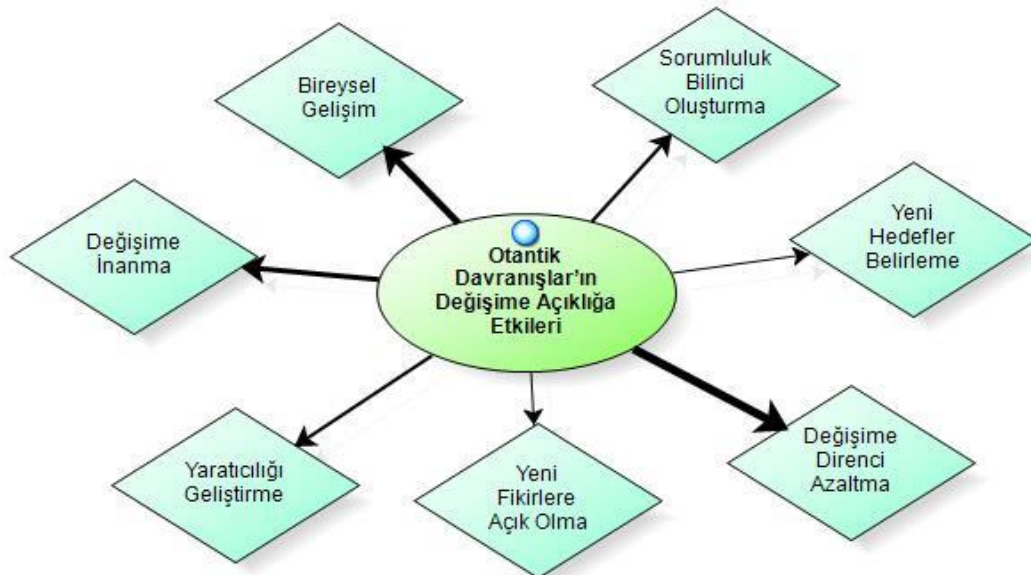 Bireysel
Gelişim
Sorumluluk
Bilinci
Oluşturma
Değişime
İnanma
Otantik
Davranışlar’ın
Değişime Açıklığa
Etkileri
Yeni
Hedefler
Belirleme
Yaratıcılığı
Geliştirme
Yeni
Fikirlere
Açık Olma
Değişime
Direnci
Azaltma